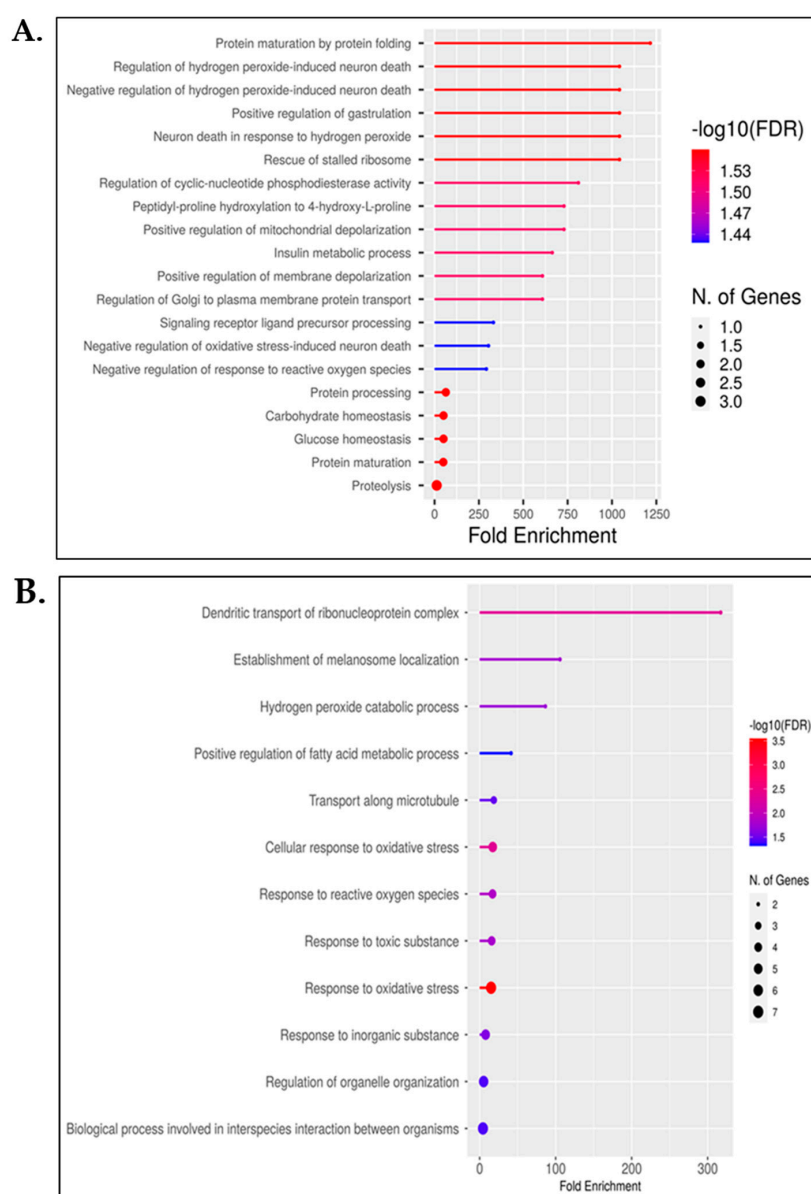 A.
Protein maturation by protein folding
Regulation of hydrogen peroxide-induced neuron death
Negative regulation of hydrogen peroxide-induced neuron death
Positive regulation of gastrulation
Neuron death in response to hydrogen peroxide
Rescue of stalled ribosome
Regulation of cyclic-nucleotide phosphodiesterase activity
Peptidyl-proline hydroxylation to 4-hydroxy-L-proline
Positive regulation of mitochondrial depolarization
Insulin metabolic process
Positive regulation of membrane depolarization
Regulation of Golgi to plasma membrane protein transport
Signaling receptor ligand precursor processing
Negative regulation of oxidative stress-induced neuron death
Negative regulation of response to reactive oxygen species
Protein processing
Carbohydrate homeostasis
Glucose homeostasis
Protein maturation
Proteolysis
0 250 500 750 1000 1250
Fold Enrichment
-log10(FDR)
1.53
1.50
1.47
1.44
N. of Genes
1.0
1.5
2.0
2.5
3.0
B.
Dendritic transport of ribonucleoprotein complex
Establishment of melanosome localization
Hydrogen peroxide catabolic process
Positive regulation of fatty acid metabolic process
Transport along microtubule
Cellular response to oxidative stress
Response to reactive oxygen species
Response to toxic substance
Response to oxidative stress
Response to inorganic substance
Regulation of organelle organization
Biological process involved in interspecies interaction between organisms
0 100 200 300
Fold Enrichment
-log10(FDR)
3.5
3.0
2.5
2.0
1.5
N. of Genes
2
3
4
5
6
7